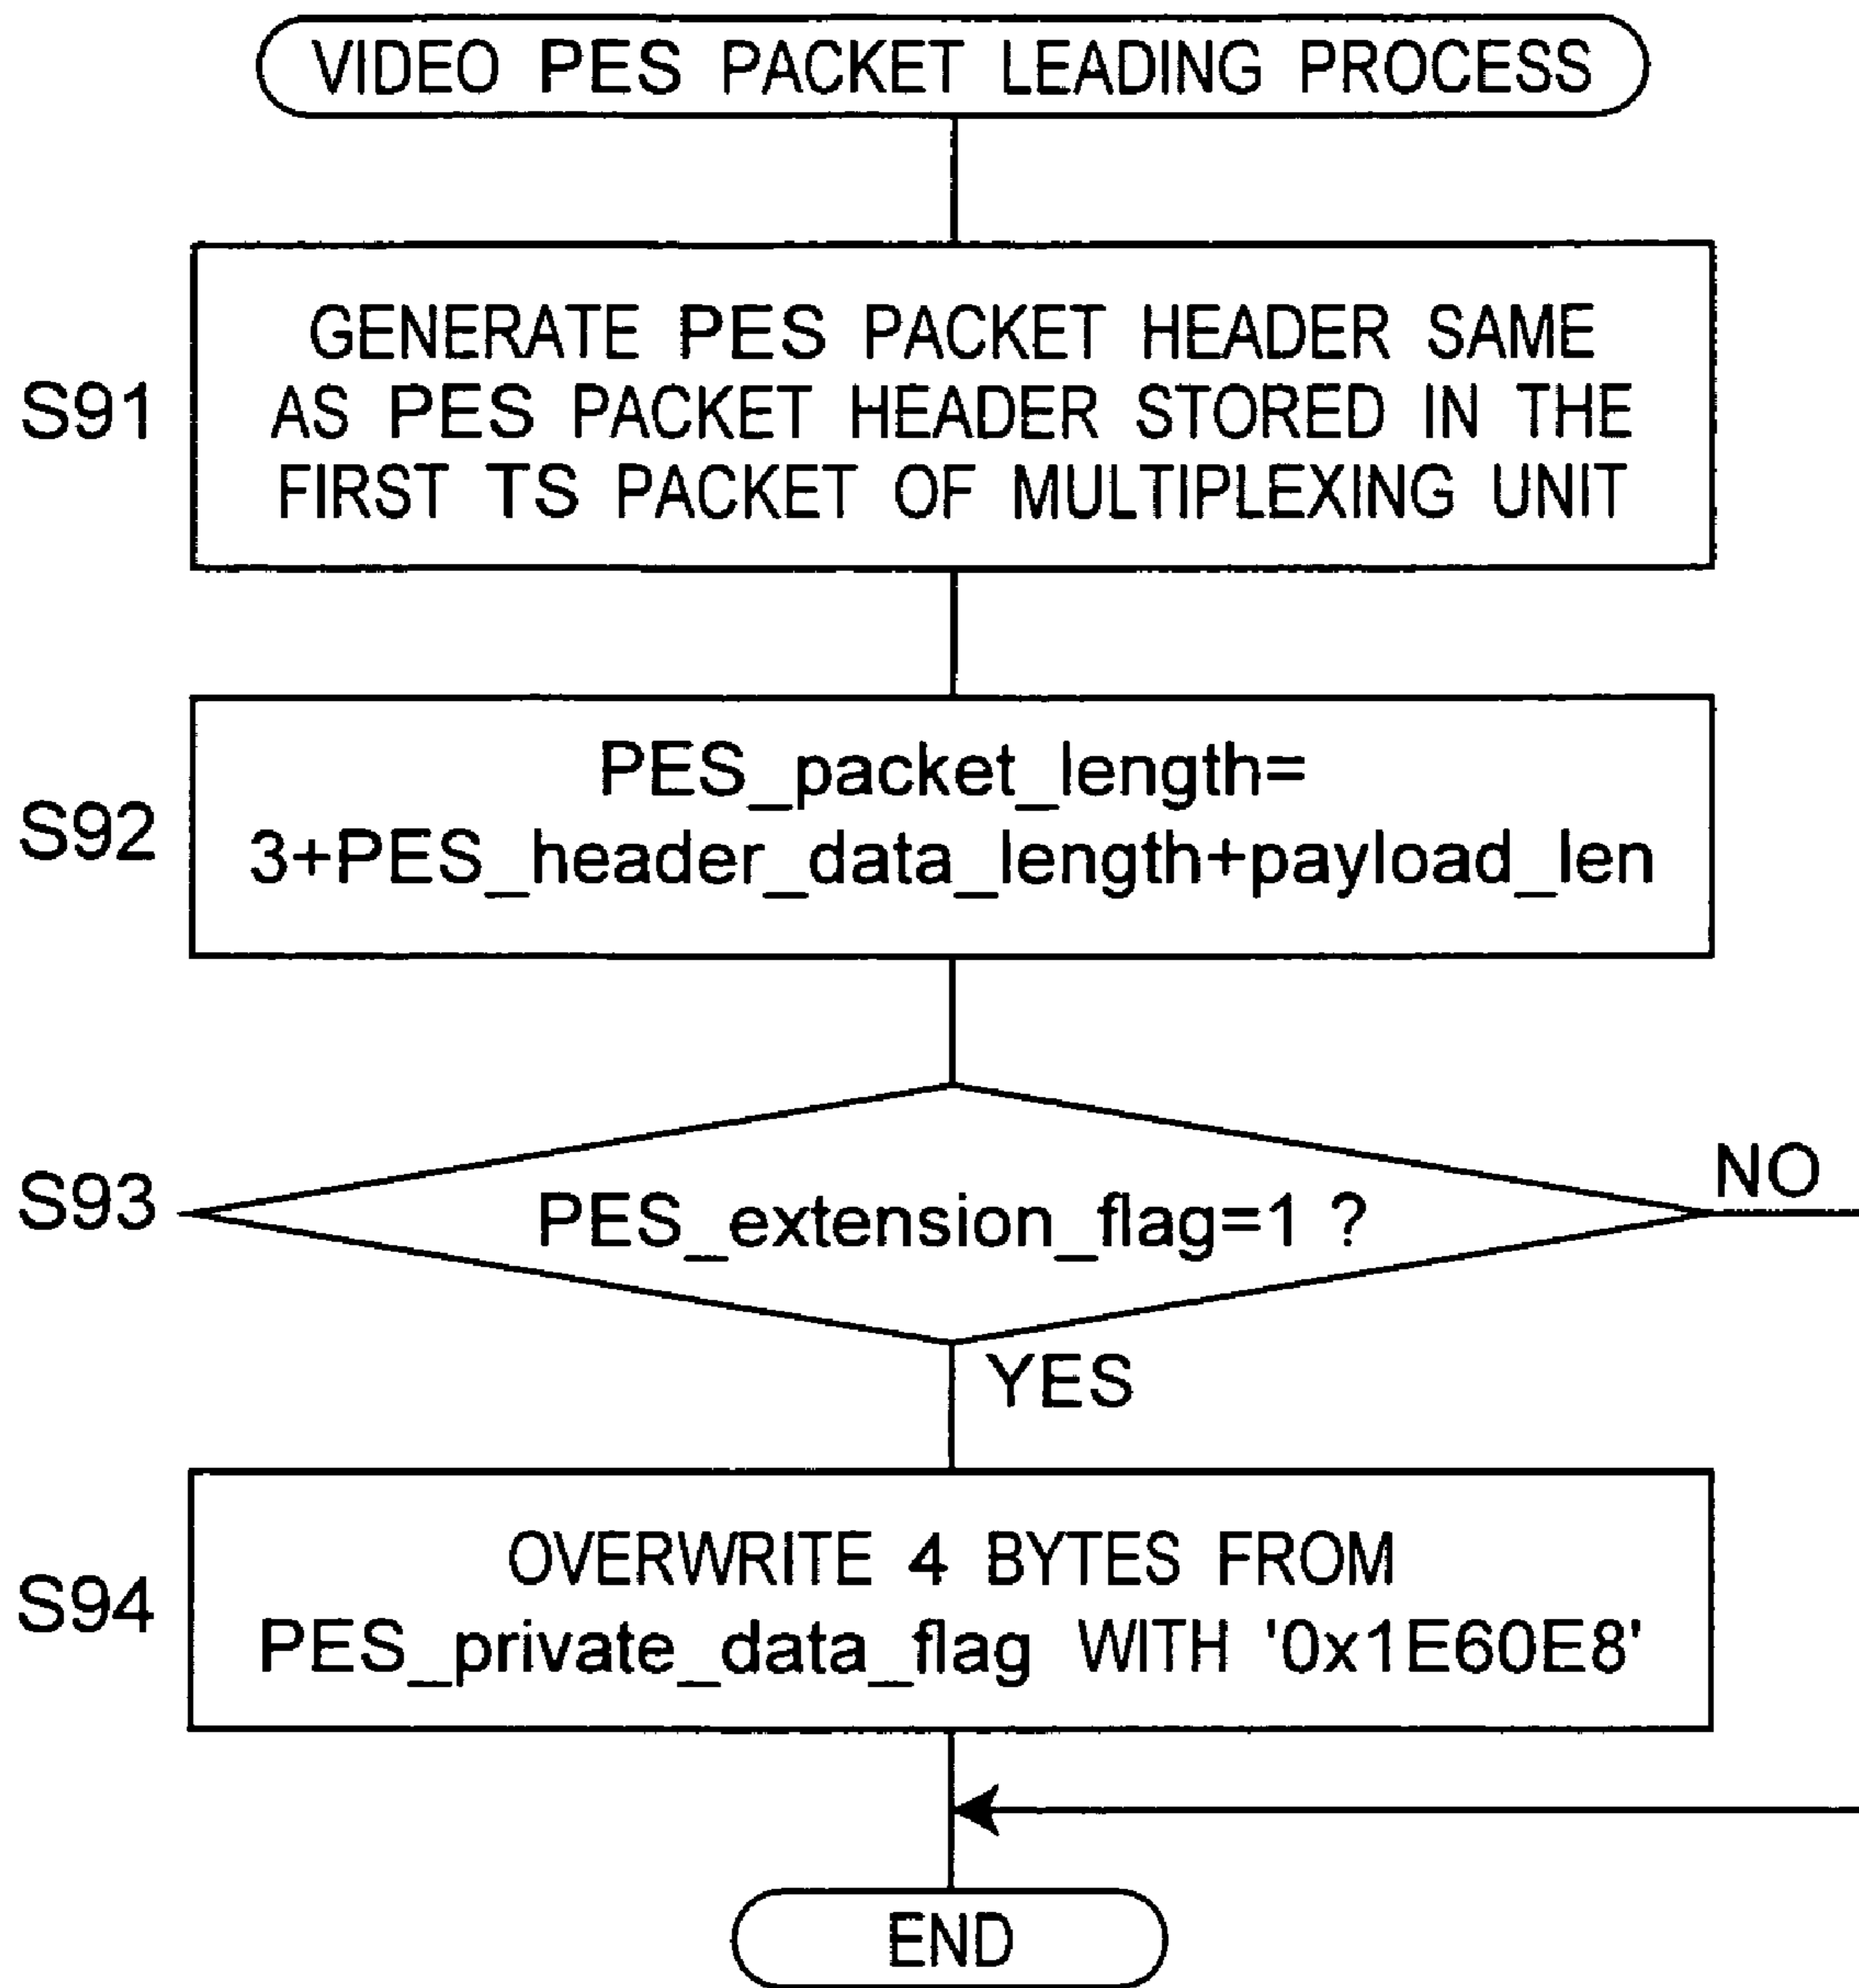 VIDEO PES PACKET LEADING PROCESS
S91
GENERATE PES PACKET HEADER SAME
AS PES PACKET HEADER STORED IN THE
FIRST TS PACKET OF MULTIPLEXING UNIT
S92
PES_packet_length=
3+PES_header_data_length+payload_len
S93
PES_extension_flag=1 ?
NO
YES
S94
OVERWRITE 4 BYTES FROM
PES_private_data_flag WITH '0x1E60E8'
END